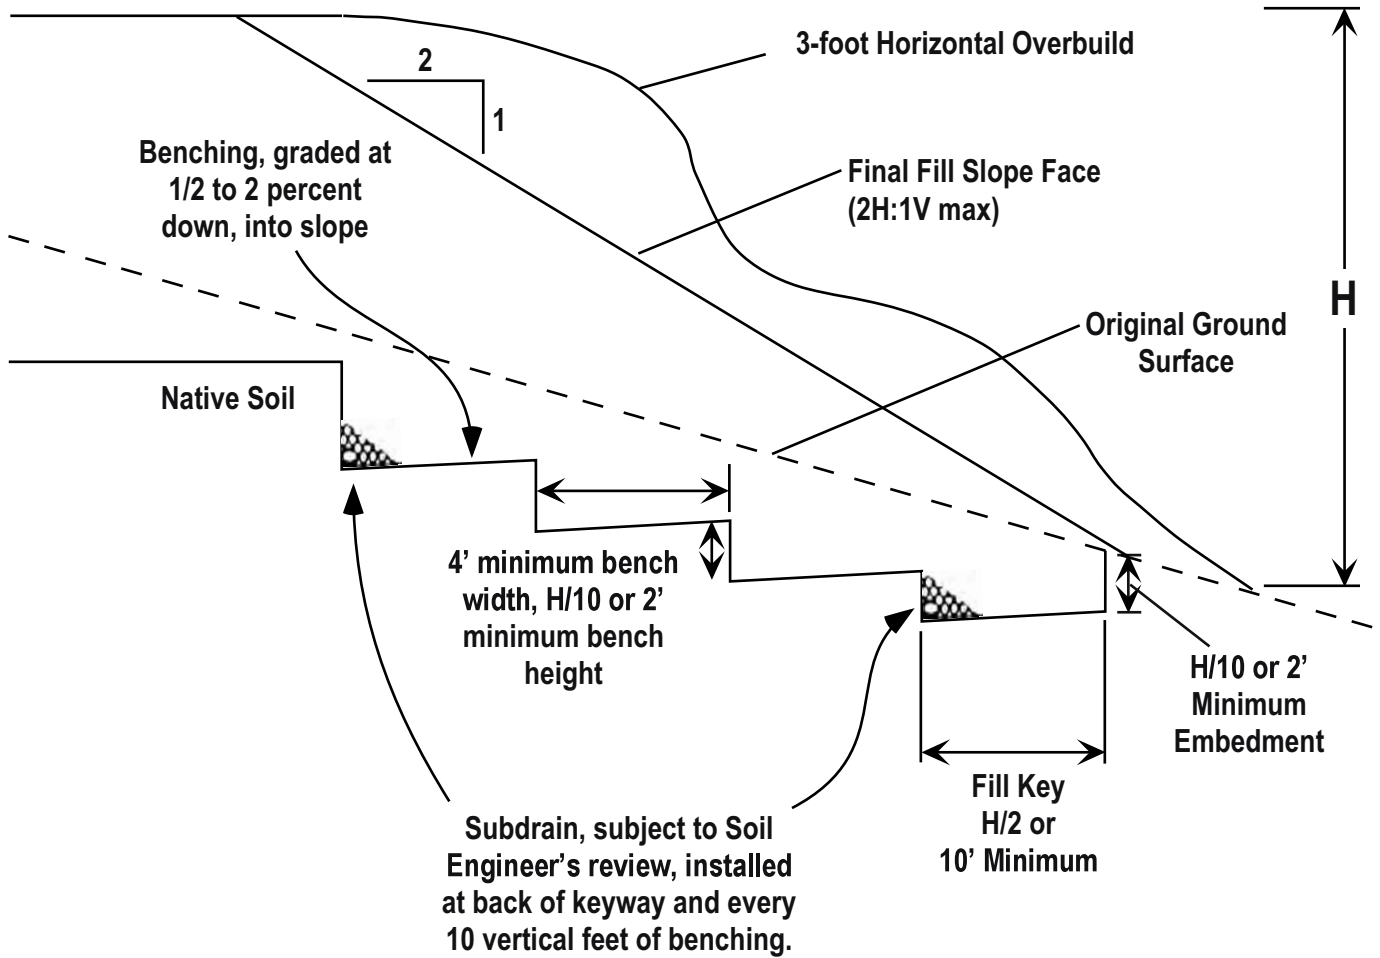 3-foot Horizontal Overbuild
2
1
Benching, graded at
1/2 to 2 percent
down, into slope
Final Fill Slope Face
(2H:1V max)
H
Original Ground
Surface
Native Soil
4’ minimum bench
width, H/10 or 2’
minimum bench
height
H/10 or 2’
Minimum
Embedment
Fill Key
H/2 or
10’ Minimum
Subdrain, subject to Soil
Engineer’s review, installed
at back of keyway and every
10 vertical feet of benching.